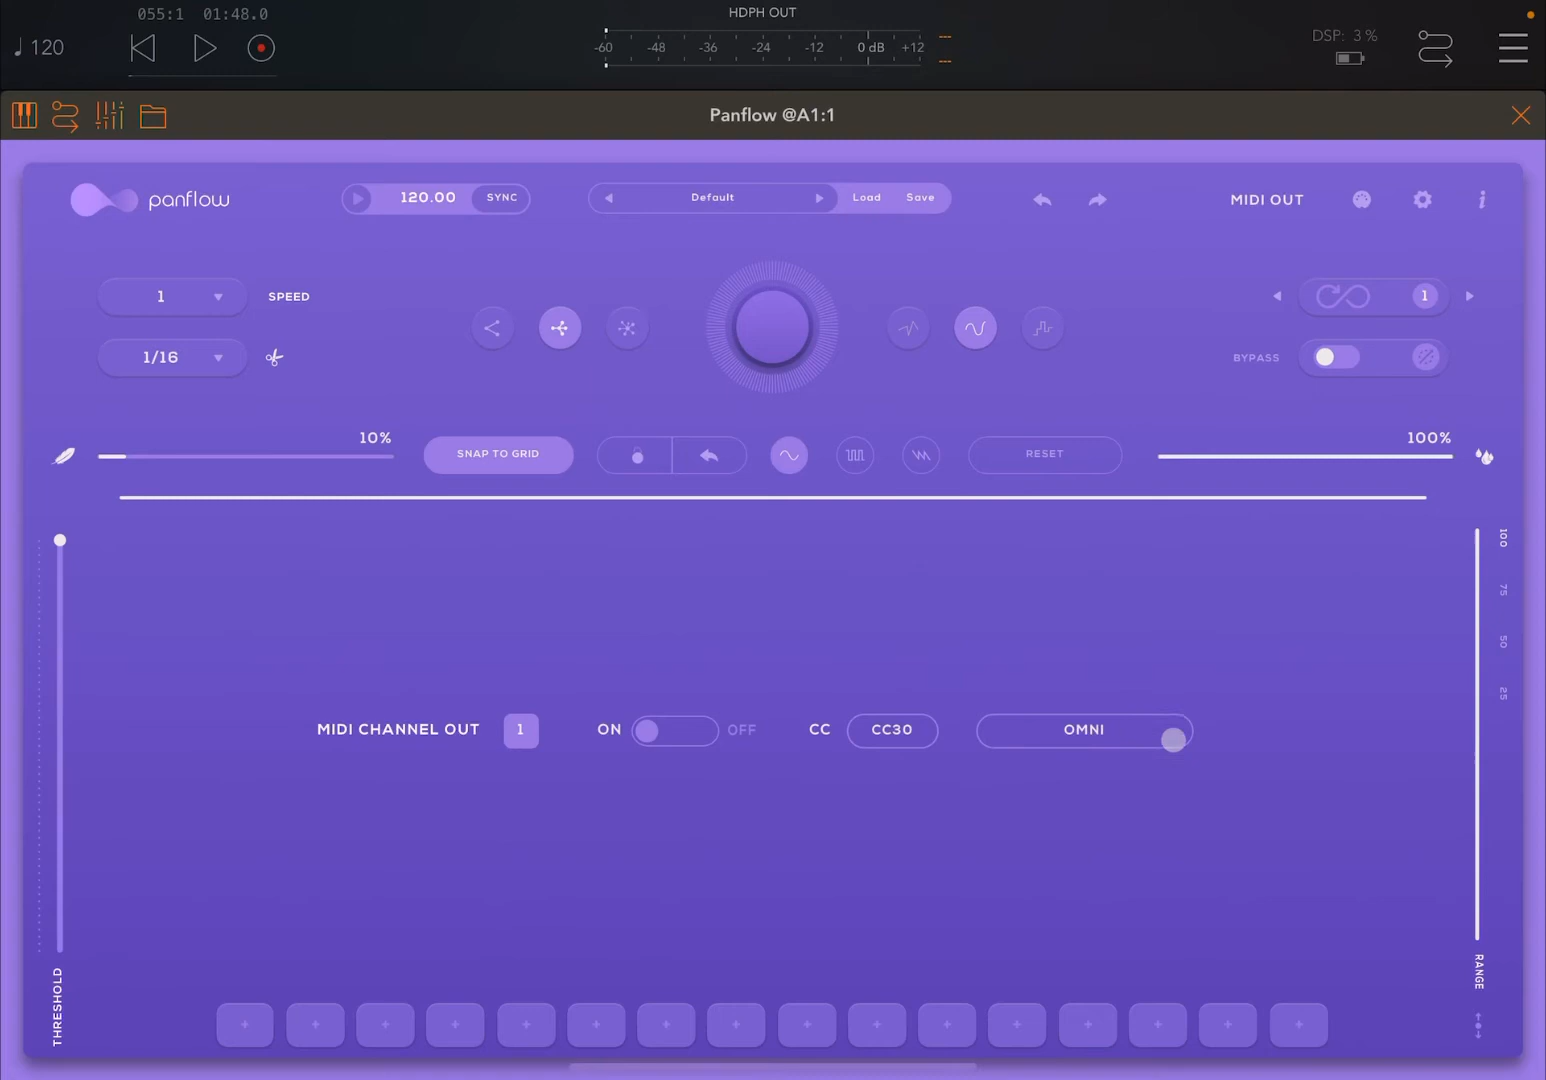 055:1 01:48.0
HDPH OUT
♩ 120
-60 -48 -36 -24 -12 0 dB +12
--- ---
DSP: 3 %
Panflow @A1:1
panflow
120.00 SYNC
Default
Load Save
MIDI OUT
i
1 SPEED
1
1/16
BYPASS
10%
SNAP TO GRID
RESET
100%
100
75
50
25
MIDI CHANNEL OUT 1 ON OFF CC CC30 OMNI
THRESHOLD
RANGE
+ + + + + + + + + + + + + + + +